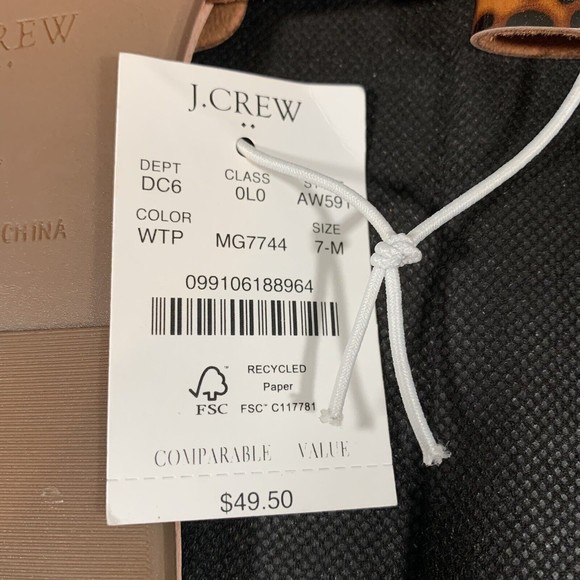 CREW
CHINA
J.CREW
DEPT CLASS
DC6 0L0 AW591
COLOR SIZE
WTP MG7744 7-M
099106188964
RECYCLED
Paper
FSC FSC® C117781
COMPARABLE VALUE
$49.50